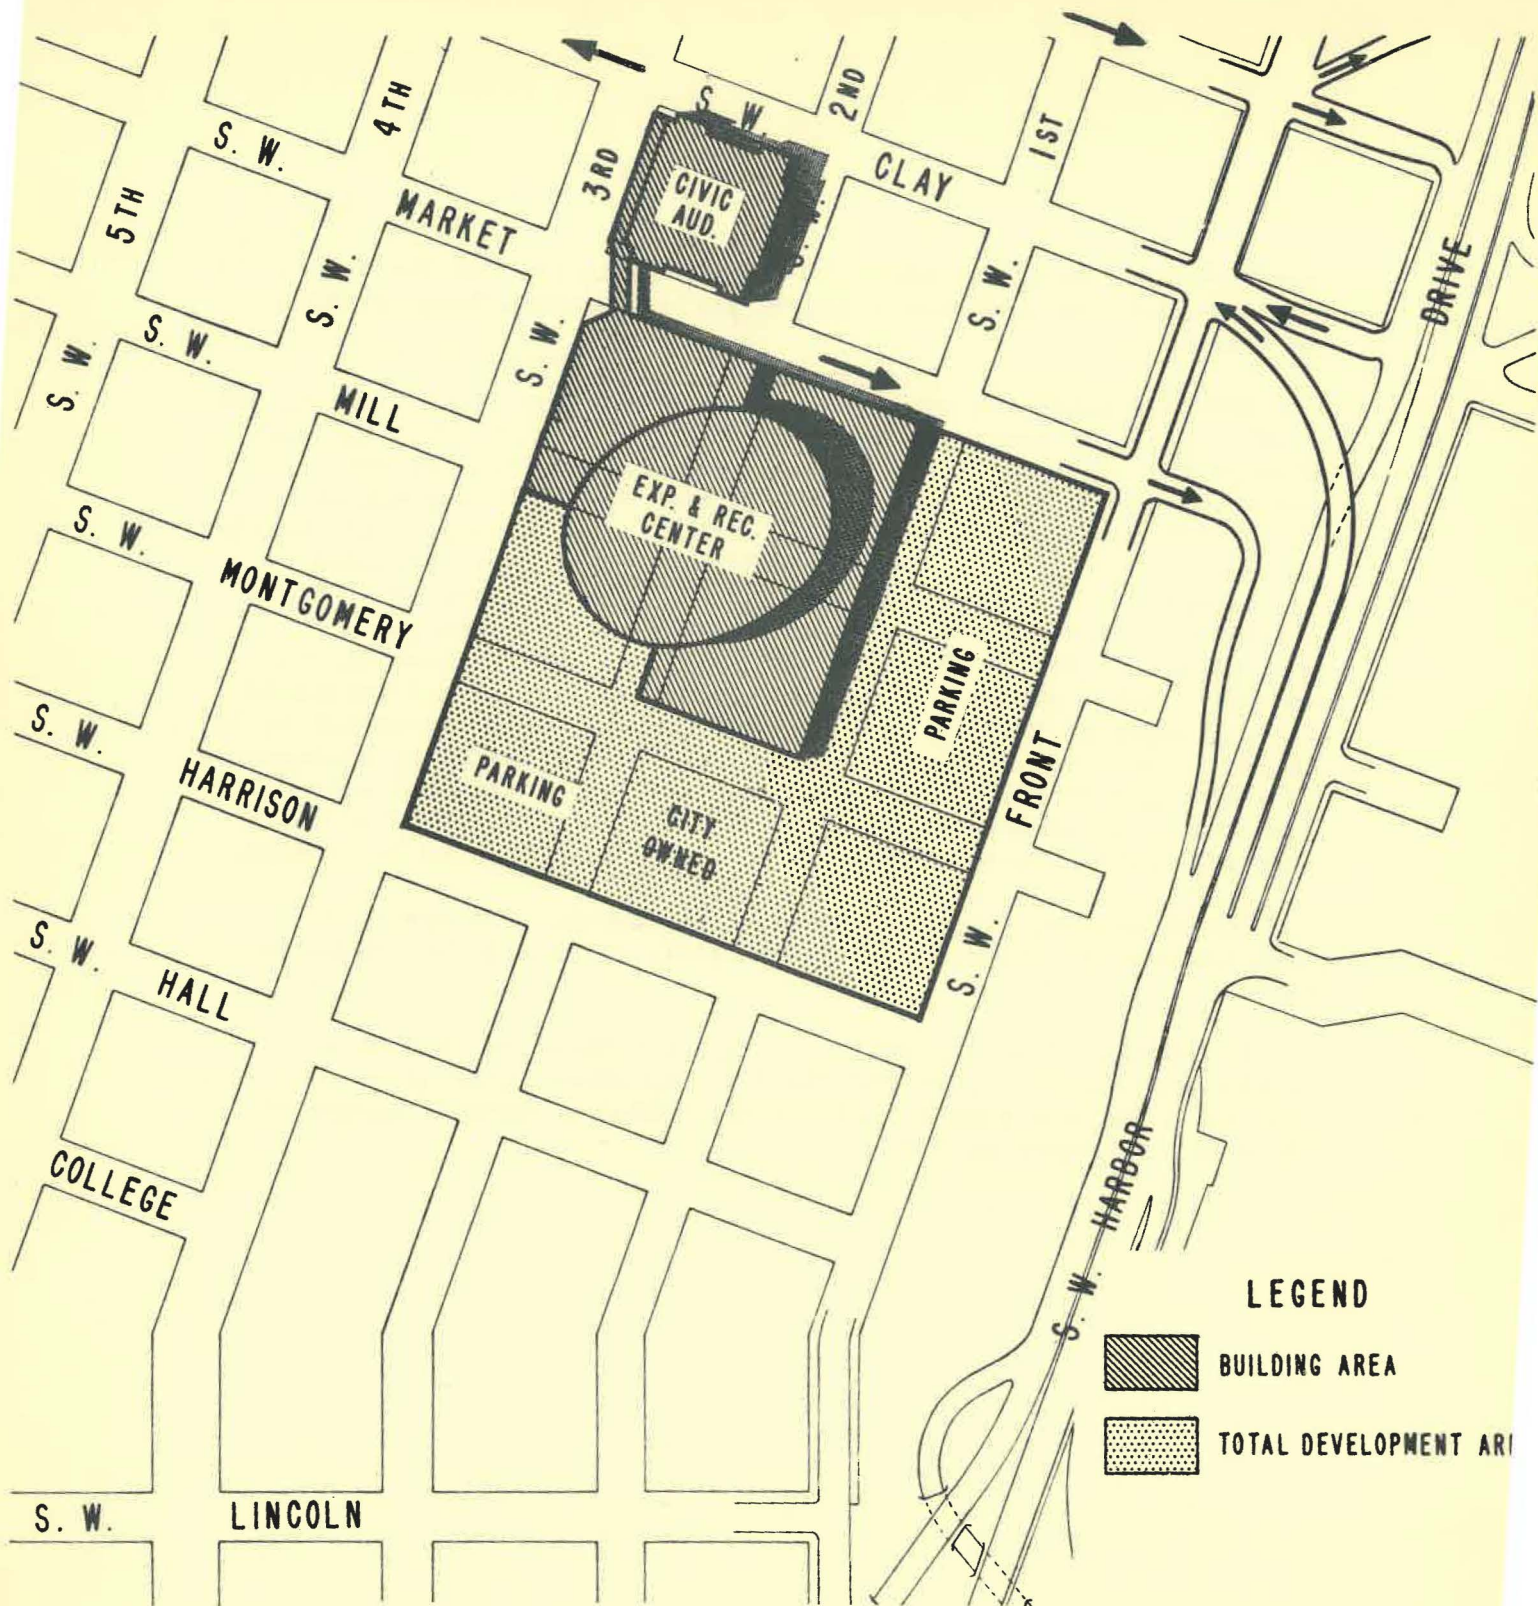 S. W. CLAY
S. W. MARKET
S. W. MILL
S. W. MONTGOMERY
S. W. HARRISON
S. W. HALL
S. W. COLLEGE
S. W. LINCOLN
S. W. 5TH
S. W. 4TH
S. W. 3RD
S. W. 2ND
S. W. 1ST
S. W. FRONT
S. W. HARBOR DRIVE
CIVIC
AUD.
EXP. & REC.
CENTER
PARKING
PARKING
CITY
OWNED
LEGEND
BUILDING AREA
TOTAL DEVELOPMENT